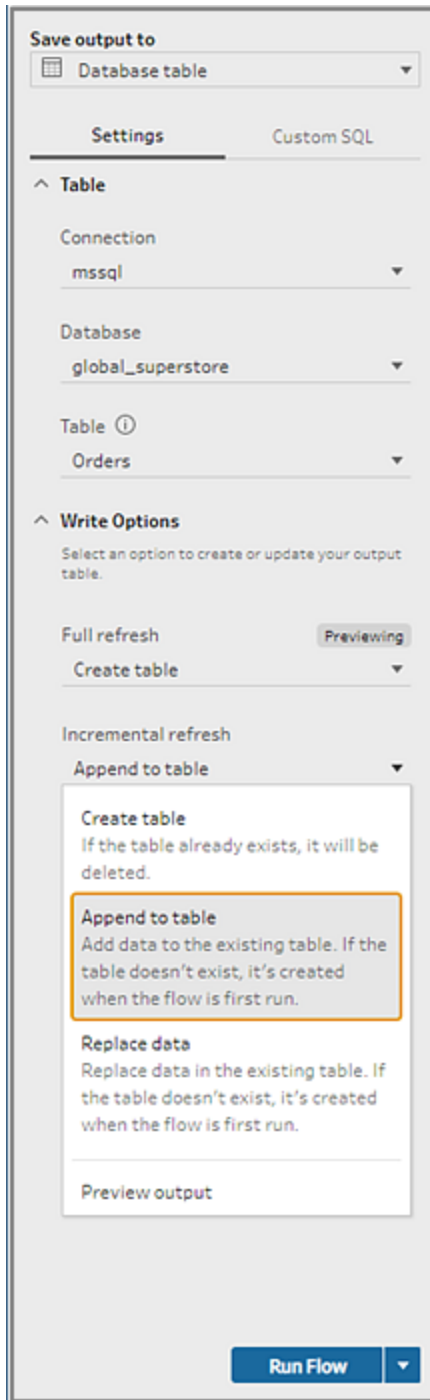 Save output to
Database table
Settings Custom SQL
Table
Connection
mssql
Database
global_superstore
Table
Orders
Write Options
Select an option to create or update your output
table.
Full refresh Previewing
Create table
Incremental refresh
Append to table
Create table
If the table already exists, it will be
deleted.
Append to table
Add data to the existing table. If the
table doesn't exist, it's created
when the flow is first run.
Replace data
Replace data in the existing table. If
the table doesn't exist, it's created
when the flow is first run.
Preview output
Run Flow